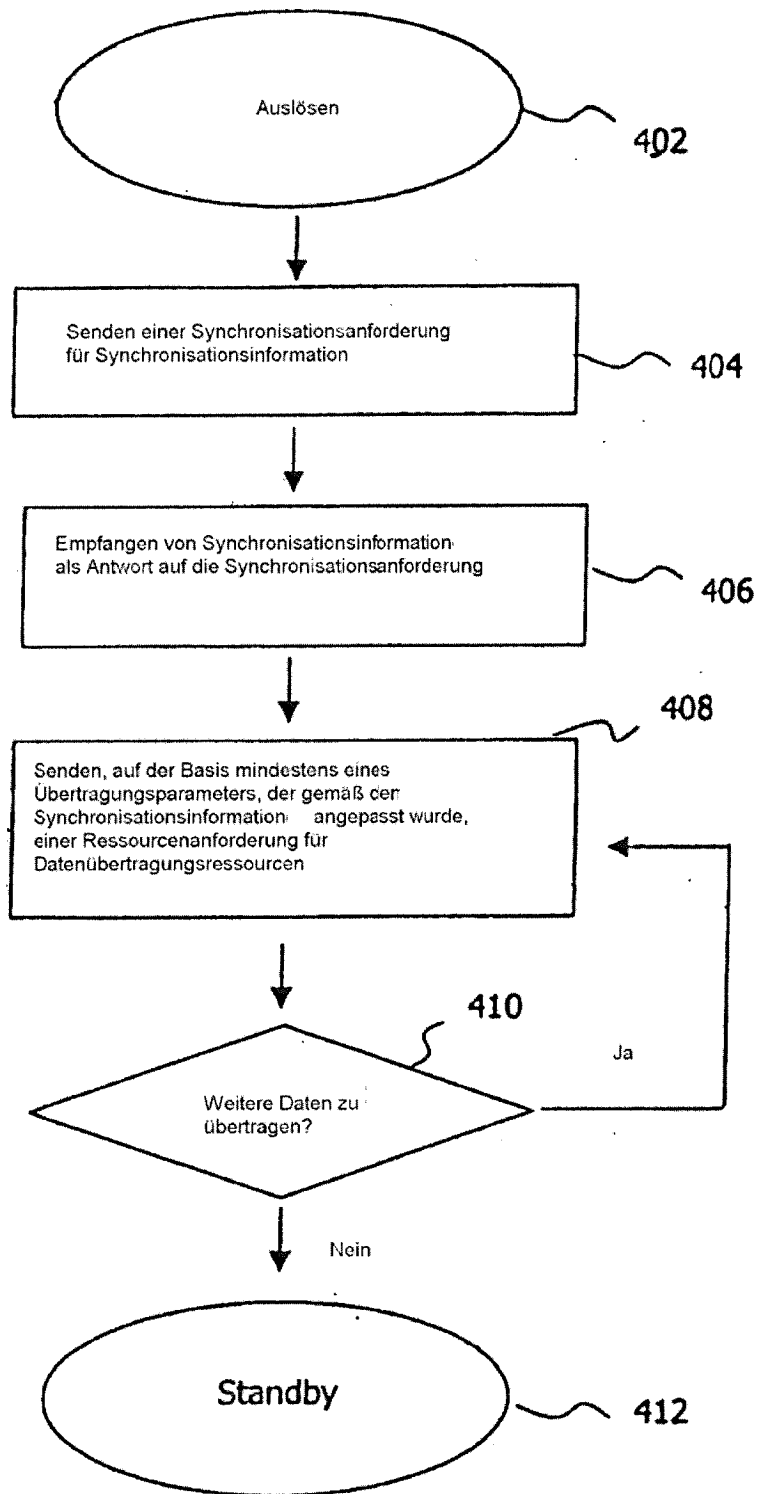 Auslösen
402
Senden einer Synchronisationsanforderung
für Synchronisationsinformation
404
Empfangen von Synchronisationsinformation
als Antwort auf die Synchronisationsanforderung
406
408
Senden, auf der Basis mindestens eines
Übertragungsparameters, der gemäß der
Synchronisationsinformation angepasst wurde,
einer Ressourcenanforderung für
Datenübertragungsressourcen
410
Ja
Weitere Daten zu
übertragen?
Nein
Standby
412